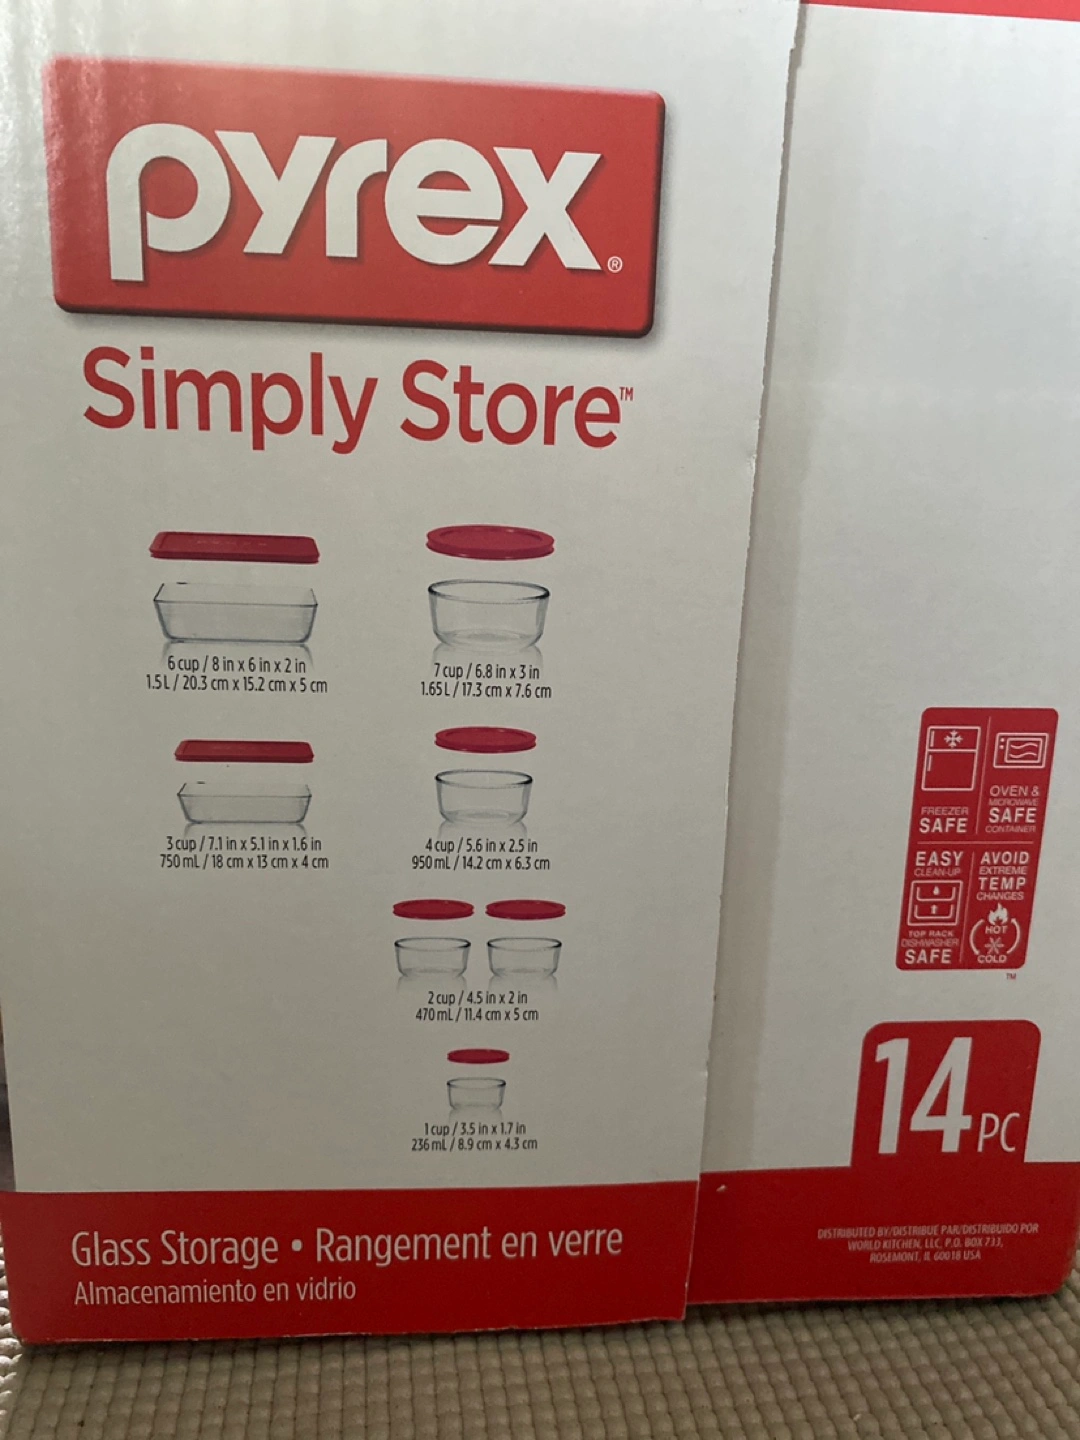 pyrex®
Simply Store™
6 cup / 8 in x 6 in x 2 in
1.5 L / 20.3 cm x 15.2 cm x 5 cm
7 cup / 6.8 in x 3 in
1.65 L / 17.3 cm x 7.6 cm
3 cup / 7.1 in x 5.1 in x 1.6 in
750 mL / 18 cm x 13 cm x 4 cm
4 cup / 5.6 in x 2.5 in
950 mL / 14.2 cm x 6.3 cm
2 cup / 4.5 in x 2 in
470 mL / 11.4 cm x 5 cm
1 cup / 3.5 in x 1.7 in
236 mL / 8.9 cm x 4.3 cm
Glass Storage • Rangement en verre
Almacenamiento en vidrio
FREEZER
SAFE
OVEN &
MICROWAVE
SAFE
CONTAINER
EASY
CLEAN-UP
TOP RACK
DISHWASHER
SAFE
AVOID
EXTREME
TEMP
CHANGES
HOT
COLD
TM
14 PC
DISTRIBUTED BY/DISTRIBUE PAR/DISTRIBUIDO POR
WORLD KITCHEN, LLC, P.O. BOX 733,
ROSEMONT, IL 60018 USA